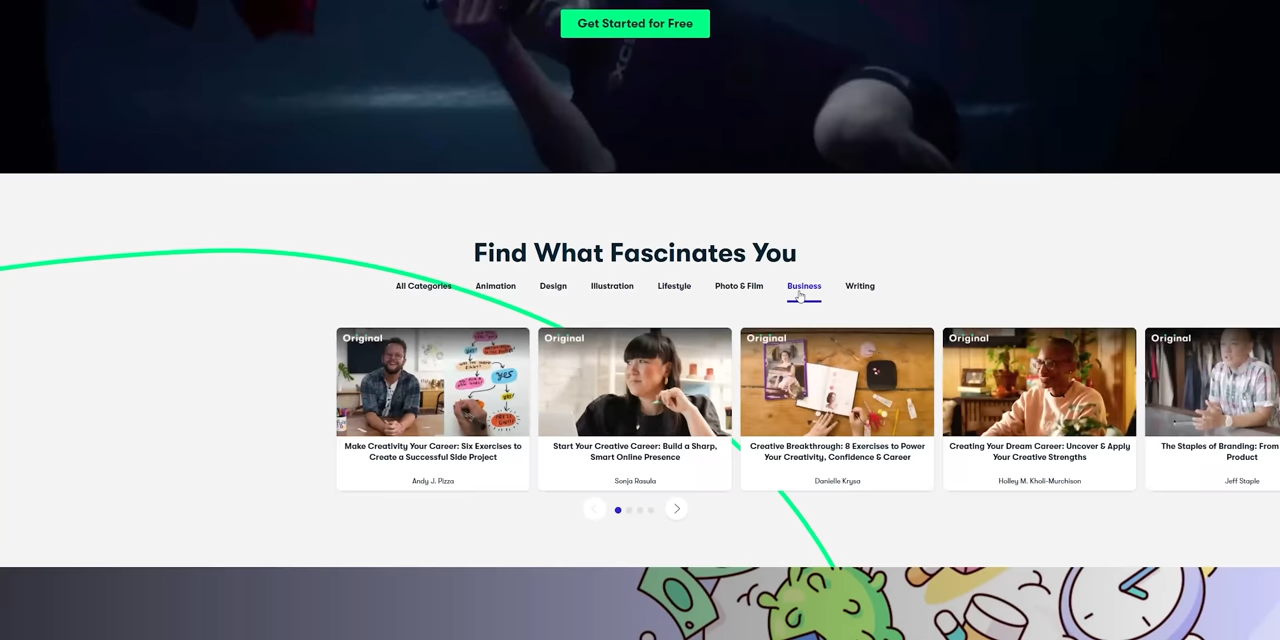 Get Started for Free
Find What Fascinates You
All Categories Animation Design Illustration Lifestyle Photo & Film Business Writing
Original Original Original Original Original
YES!
Make Creativity Your Career: Six Exercises to
Create a Successful Side Project
Andy J. Pizza
Start Your Creative Career: Build a Sharp,
Smart Online Presence
Sonja Rasula
Creative Breakthrough: 8 Exercises to Power
Your Creativity, Confidence & Career
Danielle Krysa
Creating Your Dream Career: Uncover & Apply
Your Creative Strengths
Holley M. Kholi-Murchison
The Staples of Branding: From
Product
Jeff Staple